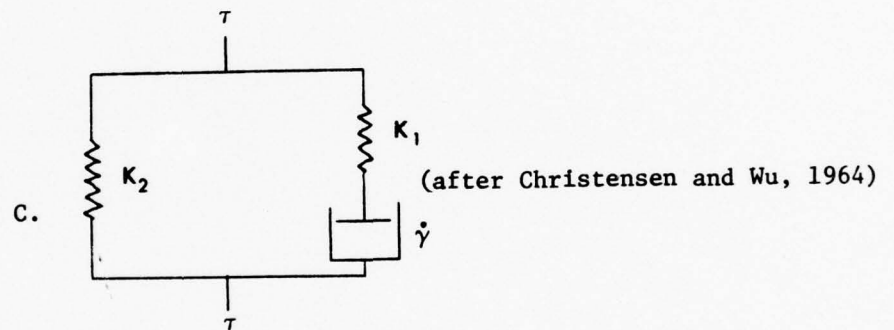 τ
K₁
K₂
(after Christensen and Wu, 1964)
C.
γ̇
τ